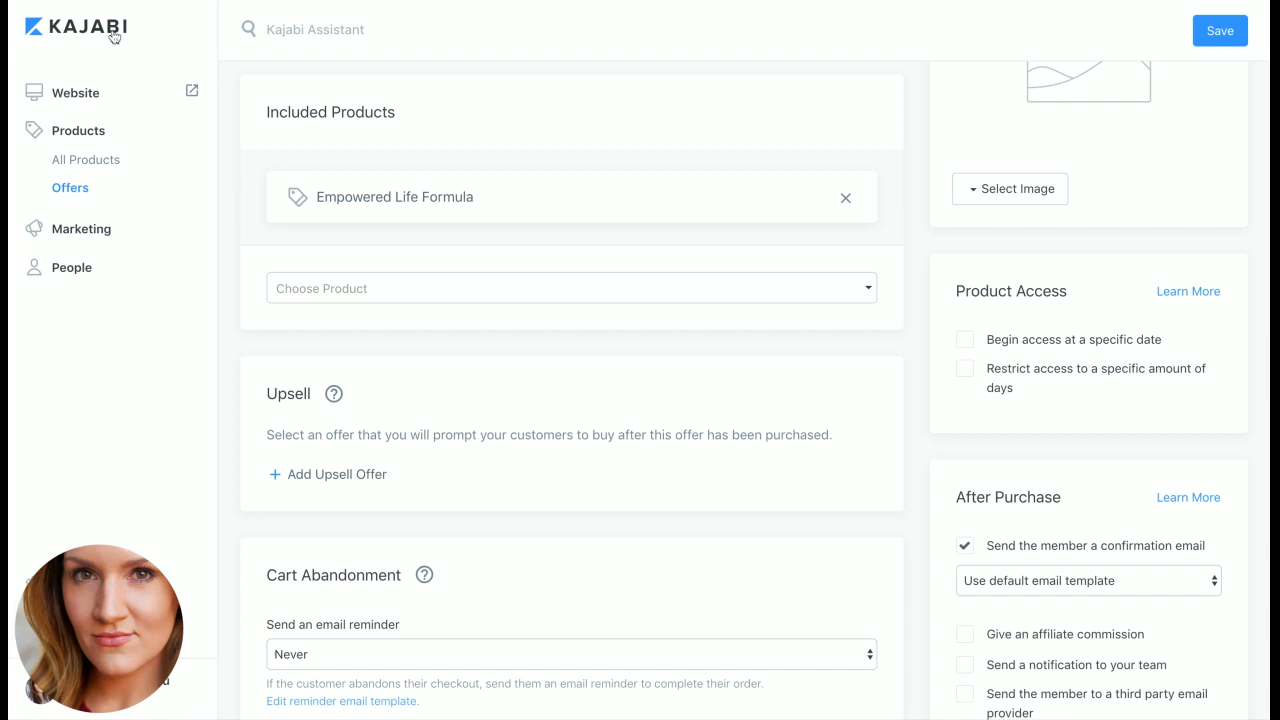 KAJABI
Kajabi Assistant
Save
Website
Products
All Products
Offers
Marketing
People
Included Products
Empowered Life Formula
Choose Product
Upsell
Select an offer that you will prompt your customers to buy after this offer has been purchased.
+ Add Upsell Offer
Cart Abandonment
Send an email reminder
Never
If the customer abandons their checkout, send them an email reminder to complete their order.
Edit reminder email template.
Select Image
Product Access
Learn More
Begin access at a specific date
Restrict access to a specific amount of
days
After Purchase
Learn More
Send the member a confirmation email
Use default email template
Give an affiliate commission
Send a notification to your team
Send the member to a third party email
provider